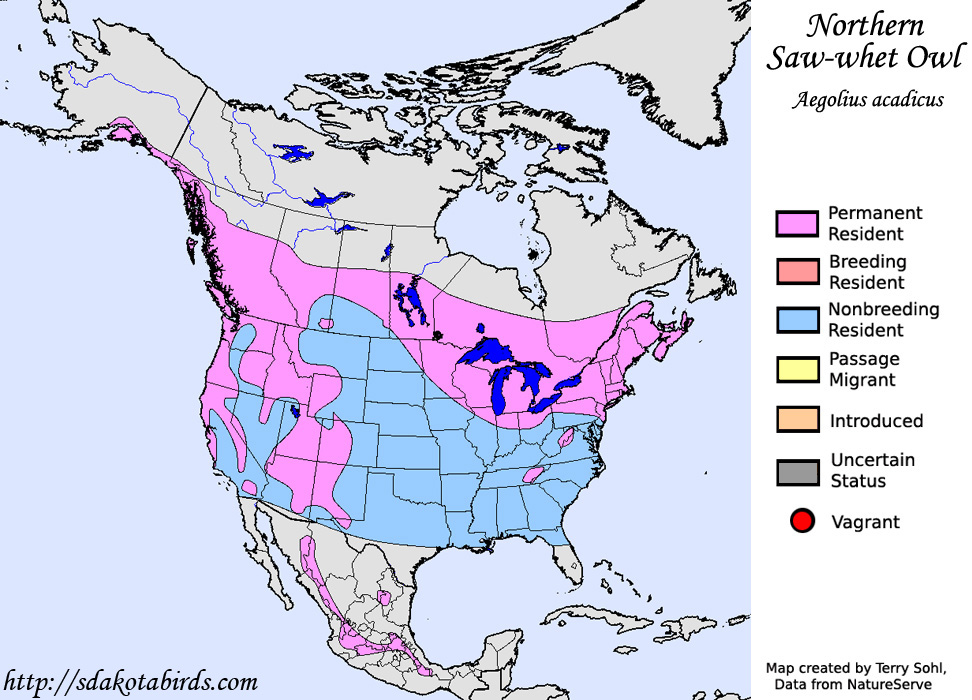 Northern
Saw-whet Owl
Aegolius acadicus
Permanent
Resident
Breeding
Resident
Nonbreeding
Resident
Passage
Migrant
Introduced
Uncertain
Status
Vagrant
http://sdakotabirds.com
Map created by Terry Sohl,
Data from NatureServe